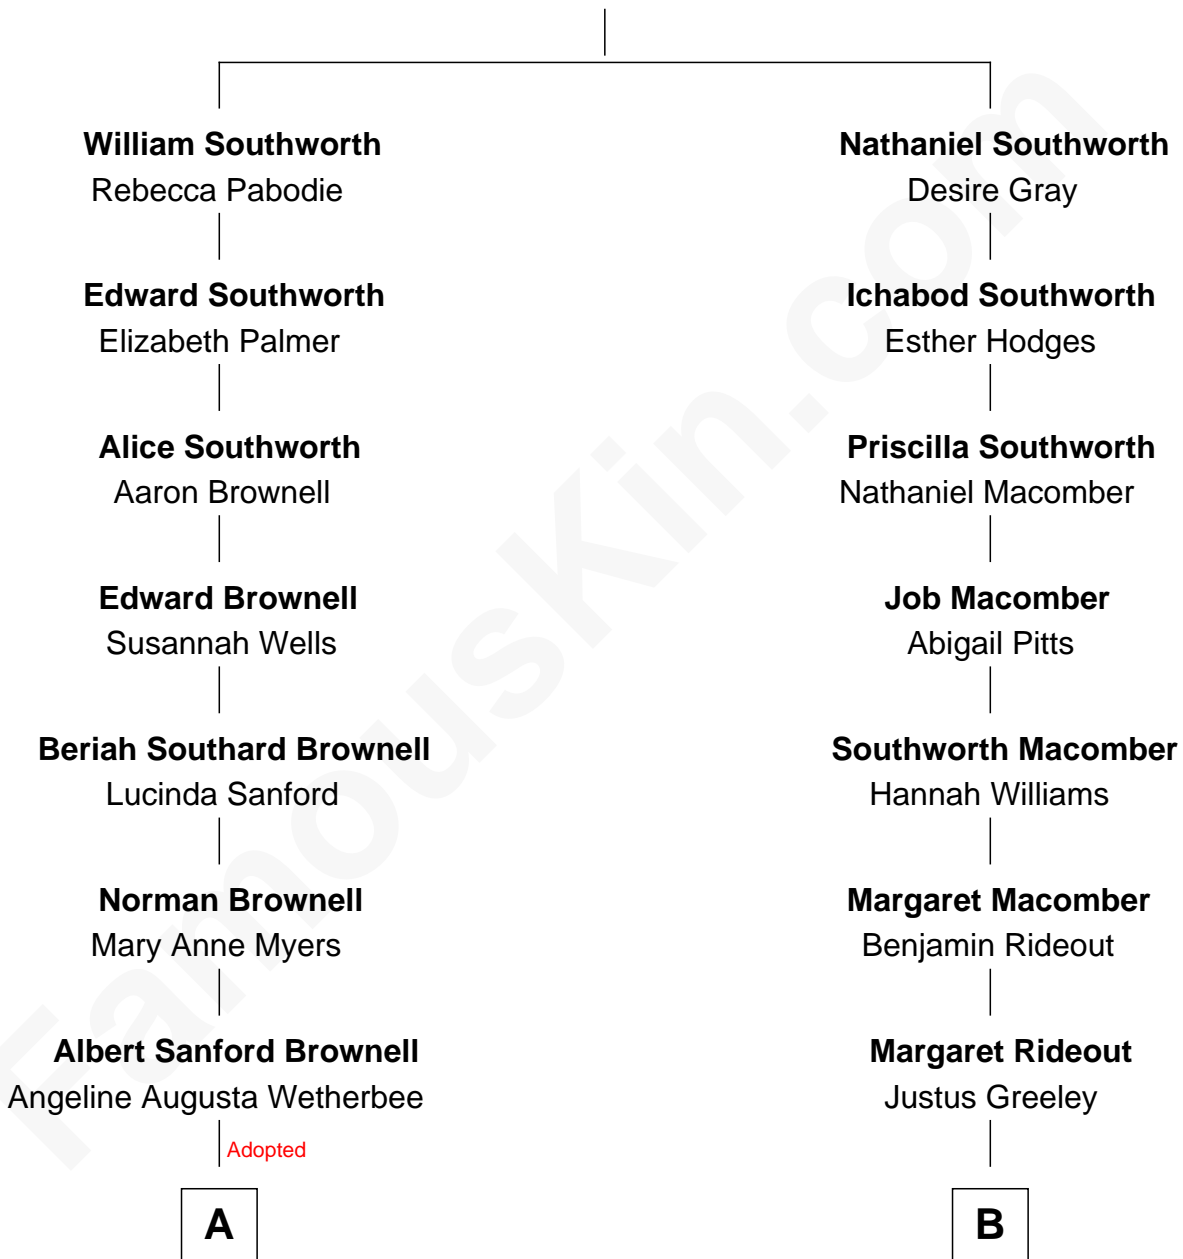 William Southworth
Rebecca Pabodie
Nathaniel Southworth
Desire Gray
Edward Southworth
Elizabeth Palmer
Ichabod Southworth
Esther Hodges
Alice Southworth
Aaron Brownell
Priscilla Southworth
Nathaniel Macomber
Edward Brownell
Susannah Wells
Job Macomber
Abigail Pitts
Beriah Southard Brownell
Lucinda Sanford
Southworth Macomber
Hannah Williams
Norman Brownell
Mary Anne Myers
Margaret Macomber
Benjamin Rideout
Albert Sanford Brownell
Angeline Augusta Wetherbee
Margaret Rideout
Justus Greeley
Adopted
A
B
FamousKin.com